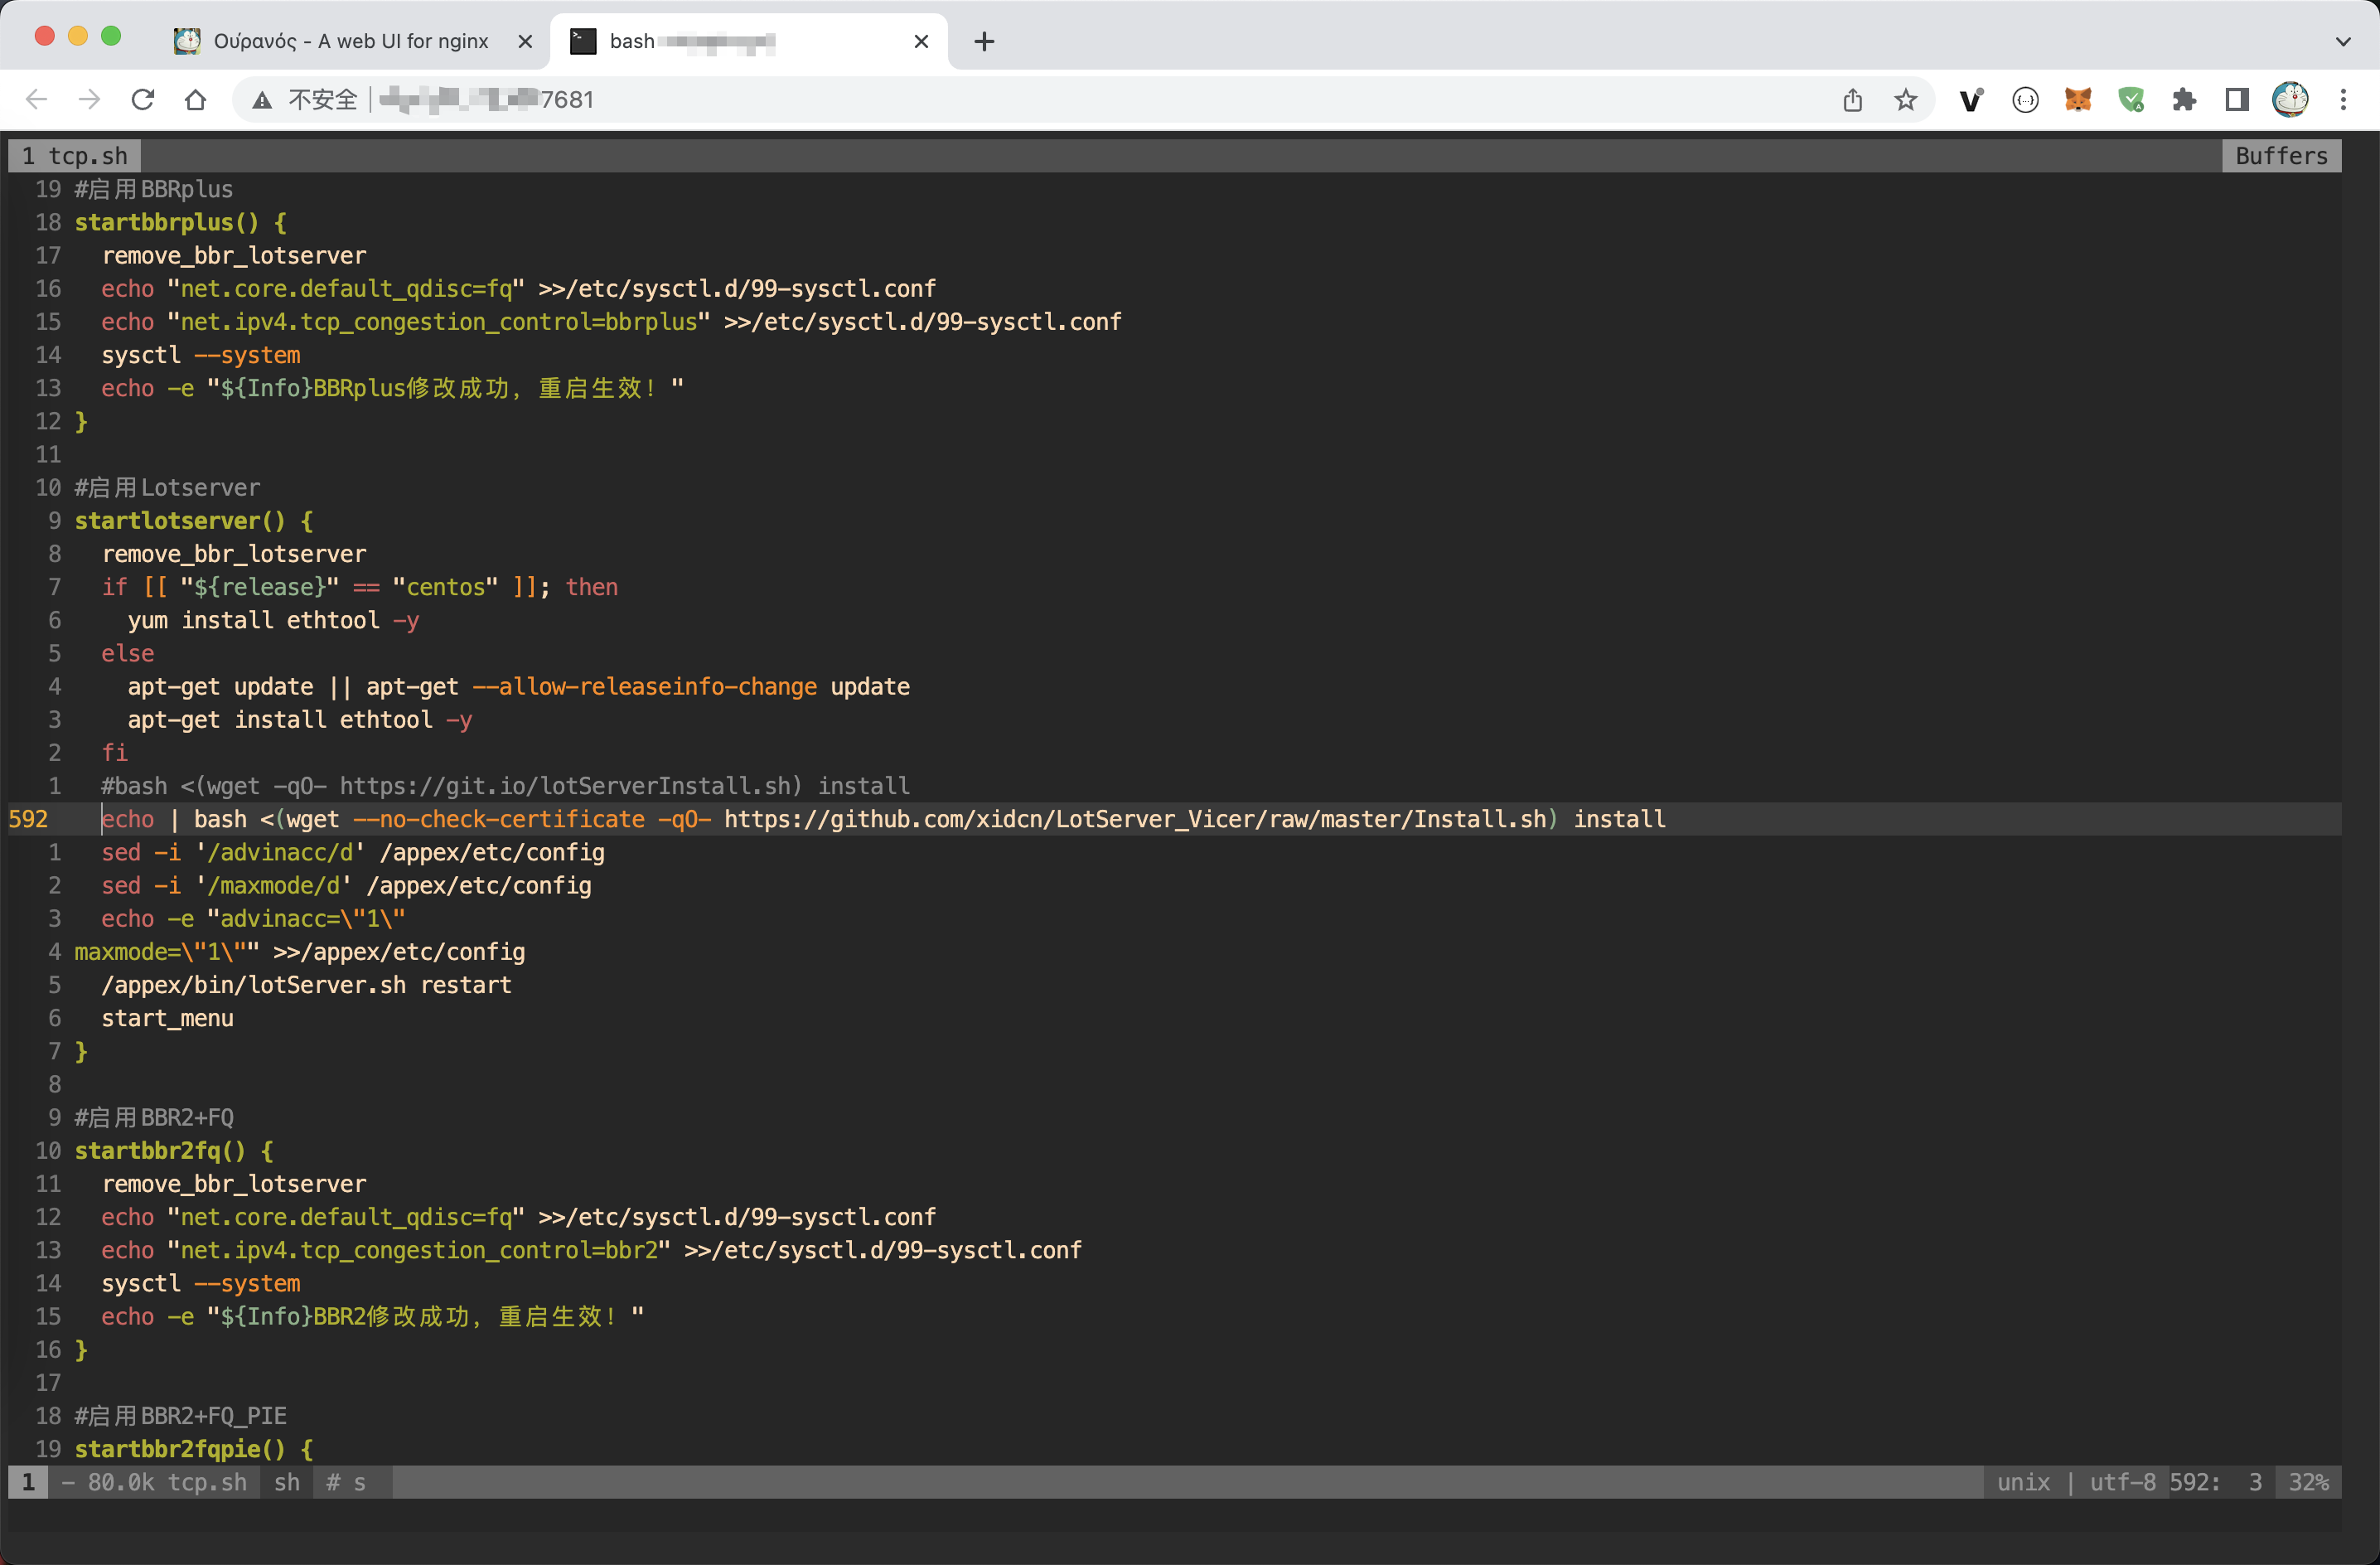 Ούρανός - A web UI for nginx
bash
不安全
7681
1 tcp.sh
Buffers
19 #启用BBRplus
18 startbbrplus() {
17   remove_bbr_lotserver
16   echo "net.core.default_qdisc=fq" >>/etc/sysctl.d/99-sysctl.conf
15   echo "net.ipv4.tcp_congestion_control=bbrplus" >>/etc/sysctl.d/99-sysctl.conf
14   sysctl --system
13   echo -e "${Info}BBRplus修改成功，重启生效！"
12 }
11
10 #启用Lotserver
9 startlotserver() {
8   remove_bbr_lotserver
7   if [[ "${release}" == "centos" ]]; then
6     yum install ethtool -y
5   else
4     apt-get update || apt-get --allow-releaseinfo-change update
3     apt-get install ethtool -y
2   fi
1   #bash <(wget -qO- https://git.io/lotServerInstall.sh) install
592   echo | bash <(wget --no-check-certificate -qO- https://github.com/xidcn/LotServer_Vicer/raw/master/Install.sh) install
1   sed -i '/advinacc/d' /appex/etc/config
2   sed -i '/maxmode/d' /appex/etc/config
3   echo -e "advinacc=\"1\"
4 maxmode=\"1\"" >>/appex/etc/config
5   /appex/bin/lotServer.sh restart
6   start_menu
7 }
8
9 #启用BBR2+FQ
10 startbbr2fq() {
11   remove_bbr_lotserver
12   echo "net.core.default_qdisc=fq" >>/etc/sysctl.d/99-sysctl.conf
13   echo "net.ipv4.tcp_congestion_control=bbr2" >>/etc/sysctl.d/99-sysctl.conf
14   sysctl --system
15   echo -e "${Info}BBR2修改成功，重启生效！"
16 }
17
18 #启用BBR2+FQ_PIE
19 startbbr2fqpie() {
1 - 80.0k tcp.sh sh # s
unix | utf-8 592: 3 32%